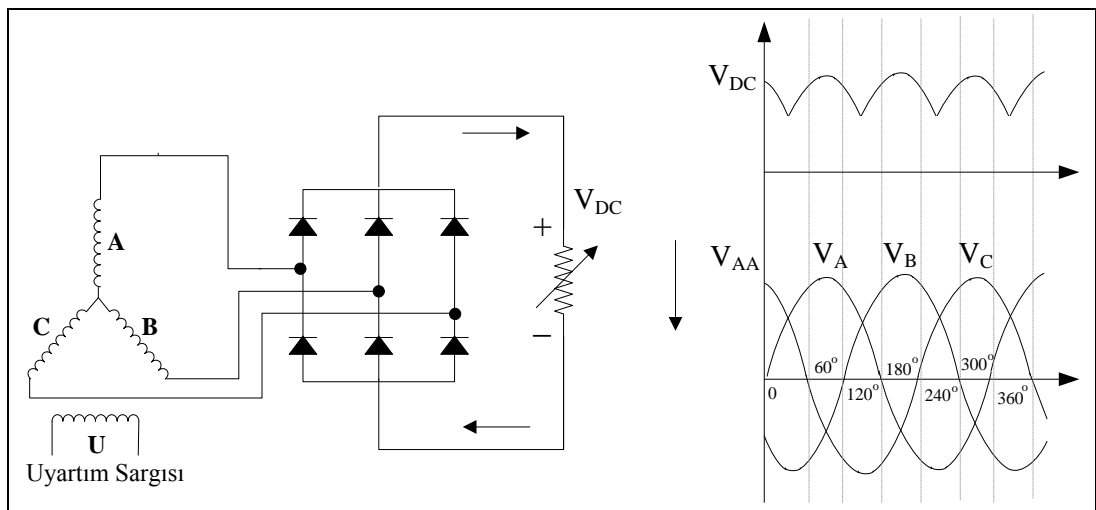 A
C
B
U
Uyartım Sargısı
V_DC
+
−
V_DC
V_AA
V_A V_B V_C
0 60° 120° 180° 240° 300° 360°